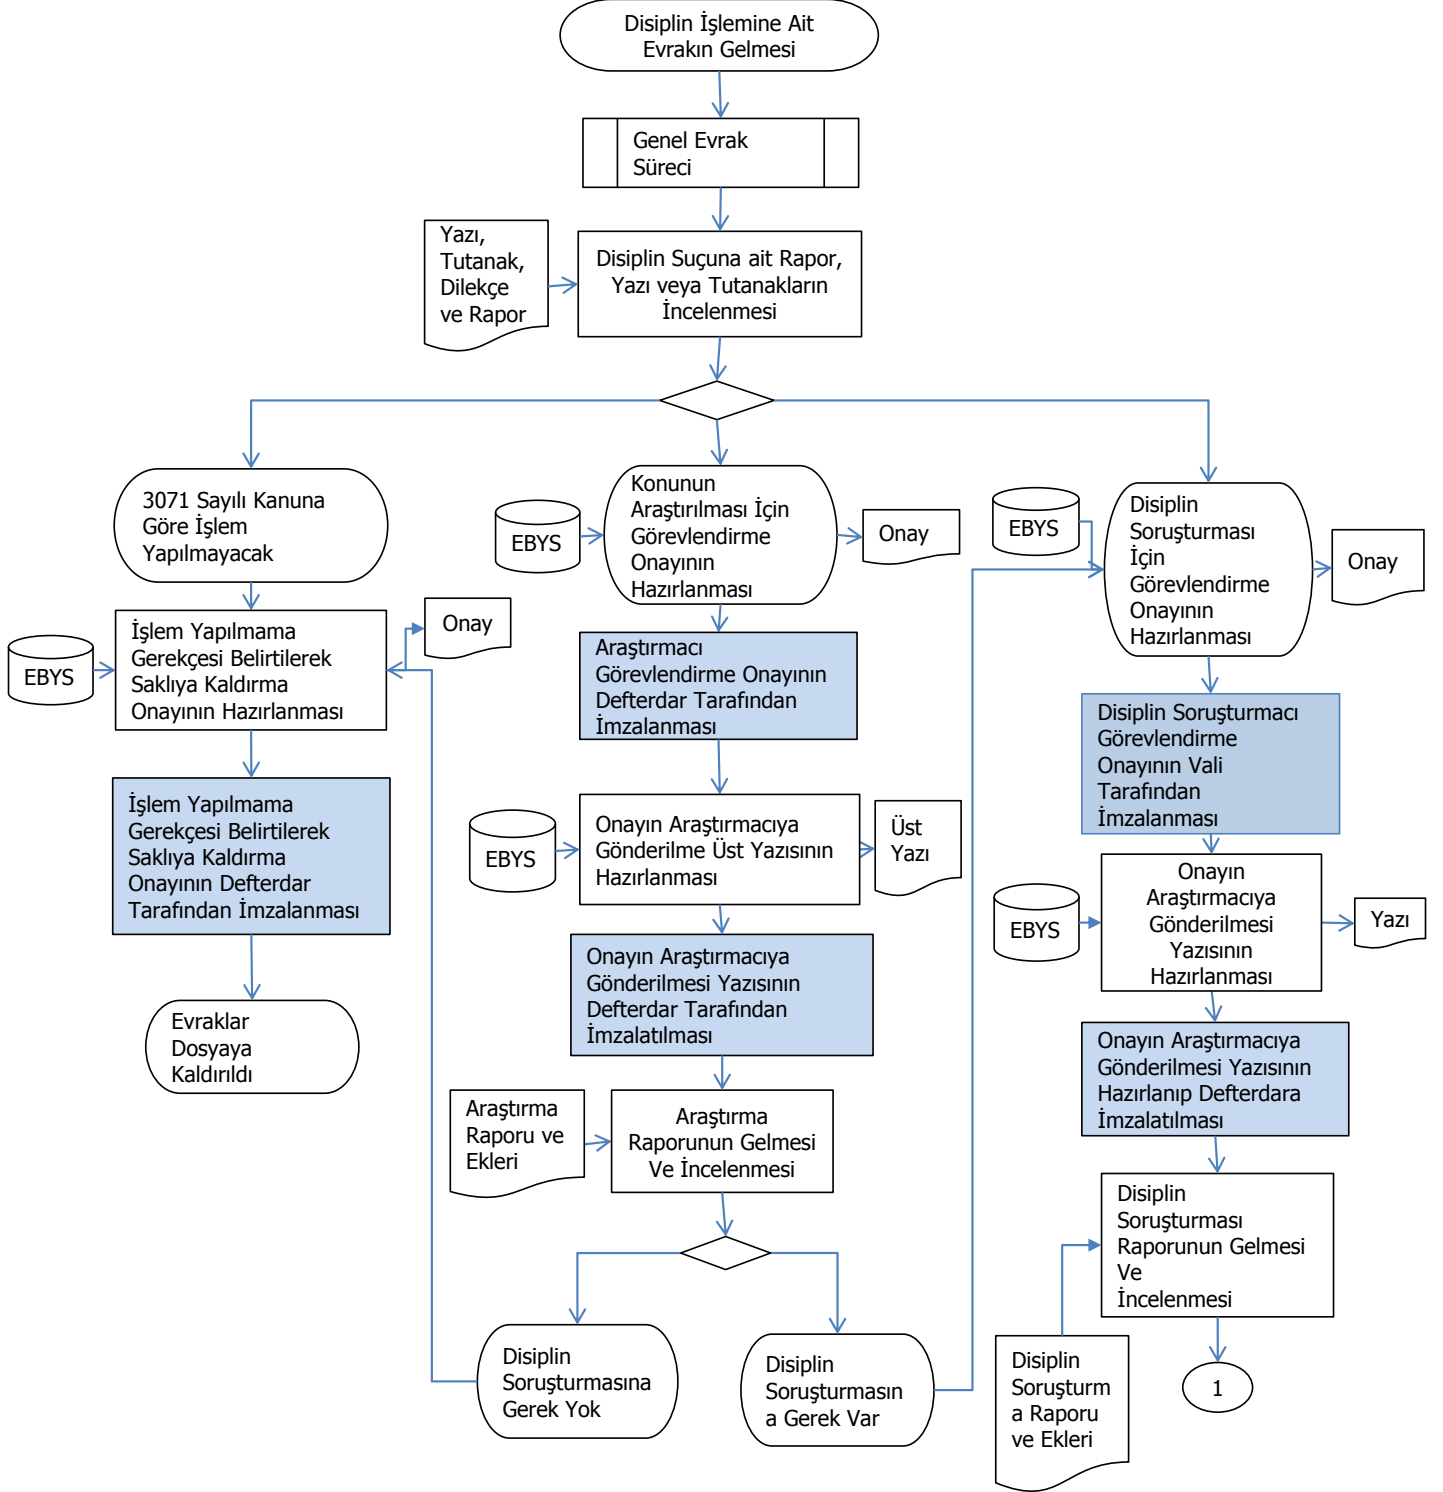 Disiplin İşlemine Ait
Evrakın Gelmesi
Genel Evrak
Süreci
Yazı,
Tutanak,
Dilekçe
ve Rapor
Disiplin Suçuna ait Rapor,
Yazı veya Tutanakların
İncelenmesi
3071 Sayılı Kanuna
Göre İşlem
Yapılmayacak
EBYS
İşlem Yapılmama
Gerekçesi Belirtilerek
Saklıya Kaldırma
Onayının Hazırlanması
Onay
İşlem Yapılmama
Gerekçesi Belirtilerek
Saklıya Kaldırma
Onayının Defterdar
Tarafından İmzalanması
Evraklar
Dosyaya
Kaldırıldı
EBYS
Konunun
Araştırılması İçin
Görevlendirme
Onayının
Hazırlanması
Onay
Araştırmacı
Görevlendirme Onayının
Defterdar Tarafından
İmzalanması
EBYS
Onayın Araştırmacıya
Gönderilme Üst Yazısının
Hazırlanması
Üst
Yazı
Onayın Araştırmacıya
Gönderilmesi Yazısının
Defterdar Tarafından
İmzalatılması
Araştırma
Raporu ve
Ekleri
Araştırma
Raporunun Gelmesi
Ve İncelenmesi
Disiplin
Soruşturmasına
Gerek Yok
Disiplin
Soruşturmasın
a Gerek Var
EBYS
Disiplin
Soruşturması
İçin
Görevlendirme
Onayının
Hazırlanması
Onay
Disiplin Soruşturmacı
Görevlendirme
Onayının Vali
Tarafından
İmzalanması
EBYS
Onayın
Araştırmacıya
Gönderilmesi
Yazısının
Hazırlanması
Yazı
Onayın Araştırmacıya
Gönderilmesi Yazısının
Hazırlanıp Defterdara
İmzalatılması
Disiplin
Soruşturması
Raporunun Gelmesi
Ve
İncelenmesi
Disiplin
Soruşturm
a Raporu
ve Ekleri
1